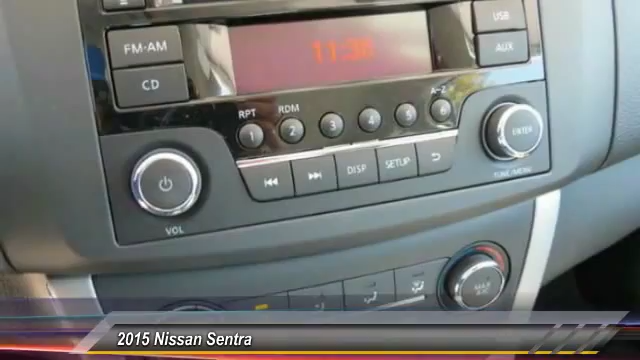 USB
FM·AM
AUX
11:38
CD
RPT RDM
1 2 3 4 5 6
ENTER
DISP SETUP
TUNE/MENU
VOL
MAX
A/C
2015 Nissan Sentra